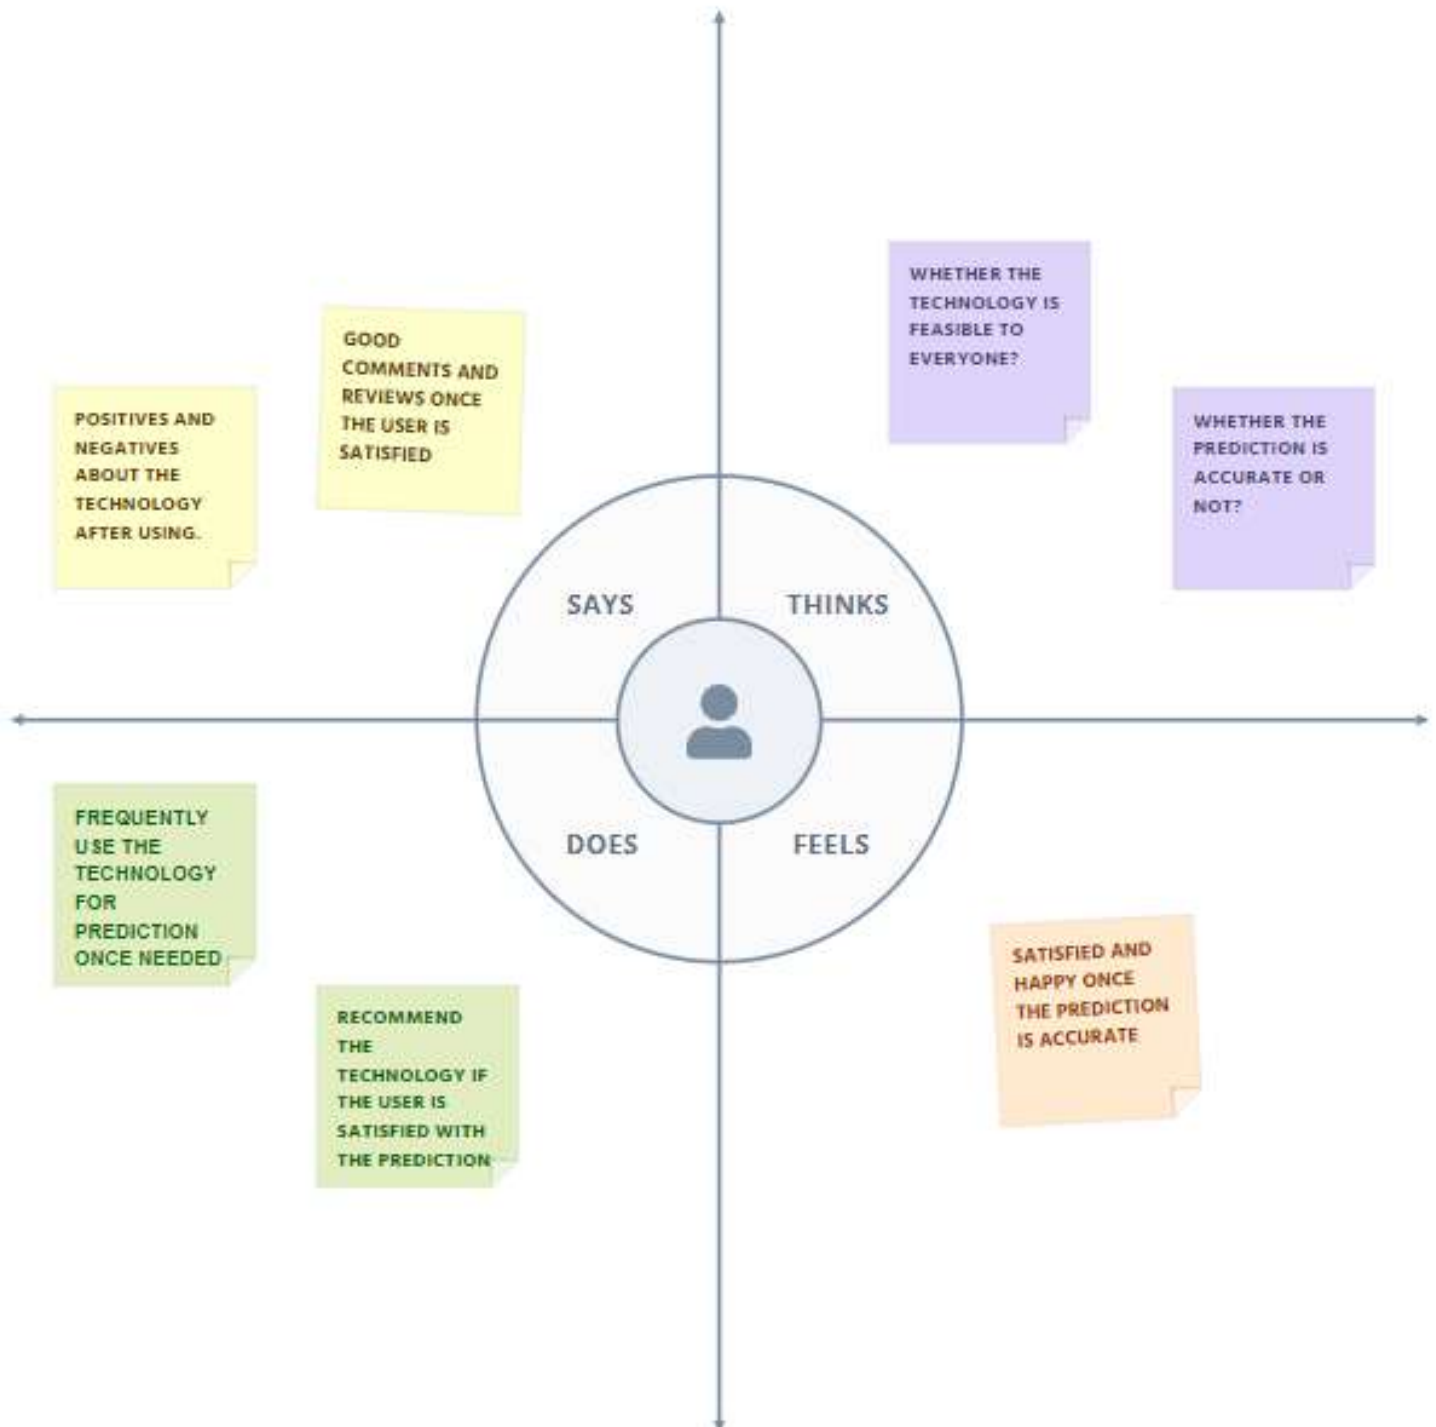 GOOD
COMMENTS AND
REVIEWS ONCE
THE USER IS
SATISFIED
POSITIVES AND
NEGATIVES
ABOUT THE
TECHNOLOGY
AFTER USING.
WHETHER THE
TECHNOLOGY IS
FEASIBLE TO
EVERYONE?
WHETHER THE
PREDICTION IS
ACCURATE OR
NOT?
SAYS
THINKS
DOES
FEELS
FREQUENTLY
USE THE
TECHNOLOGY
FOR
PREDICTION
ONCE NEEDED
RECOMMEND
THE
TECHNOLOGY IF
THE USER IS
SATISFIED WITH
THE PREDICTION
SATISFIED AND
HAPPY ONCE
THE PREDICTION
IS ACCURATE